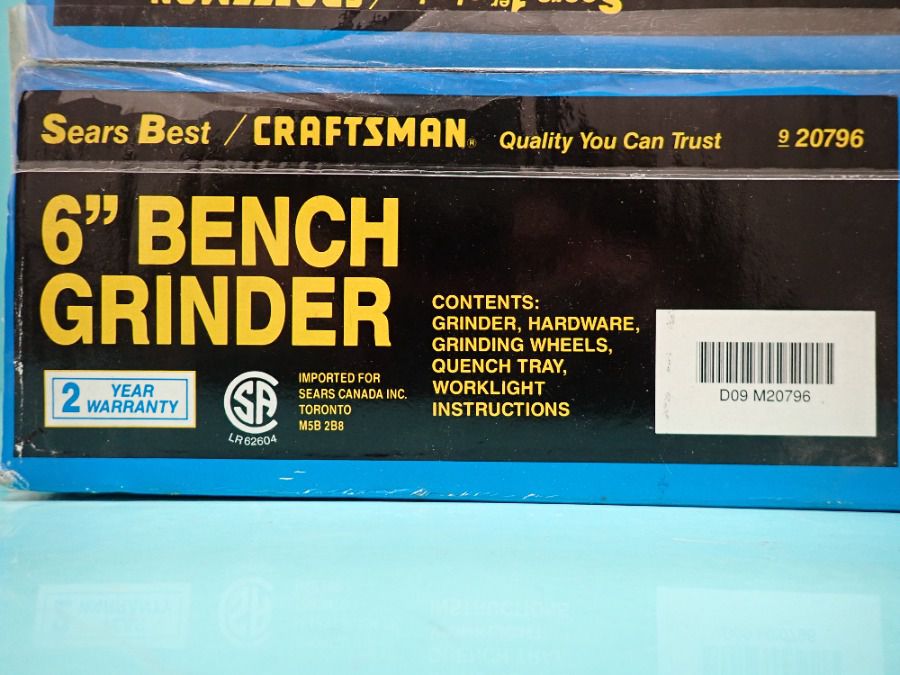 Sears Best / CRAFTSMAN® Quality You Can Trust 9 20796
6” BENCH
GRINDER
CONTENTS:
GRINDER, HARDWARE,
GRINDING WHEELS,
QUENCH TRAY,
WORKLIGHT
INSTRUCTIONS
2 YEAR
WARRANTY
SA
LR62604
IMPORTED FOR
SEARS CANADA INC.
TORONTO
M5B 2B8
D09 M20796